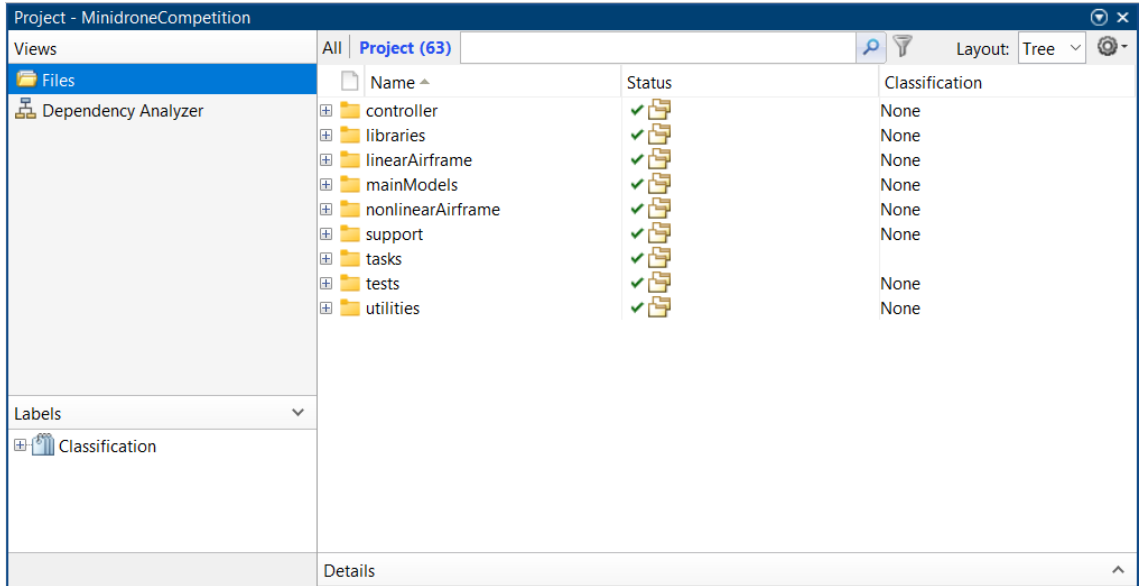 Project - MinidroneCompetition
Views
Files
Dependency Analyzer
Labels
Classification
All Project (63) Layout: Tree
Name Status Classification
controller None
libraries None
linearAirframe None
mainModels None
nonlinearAirframe None
support None
tasks
tests None
utilities None
Details